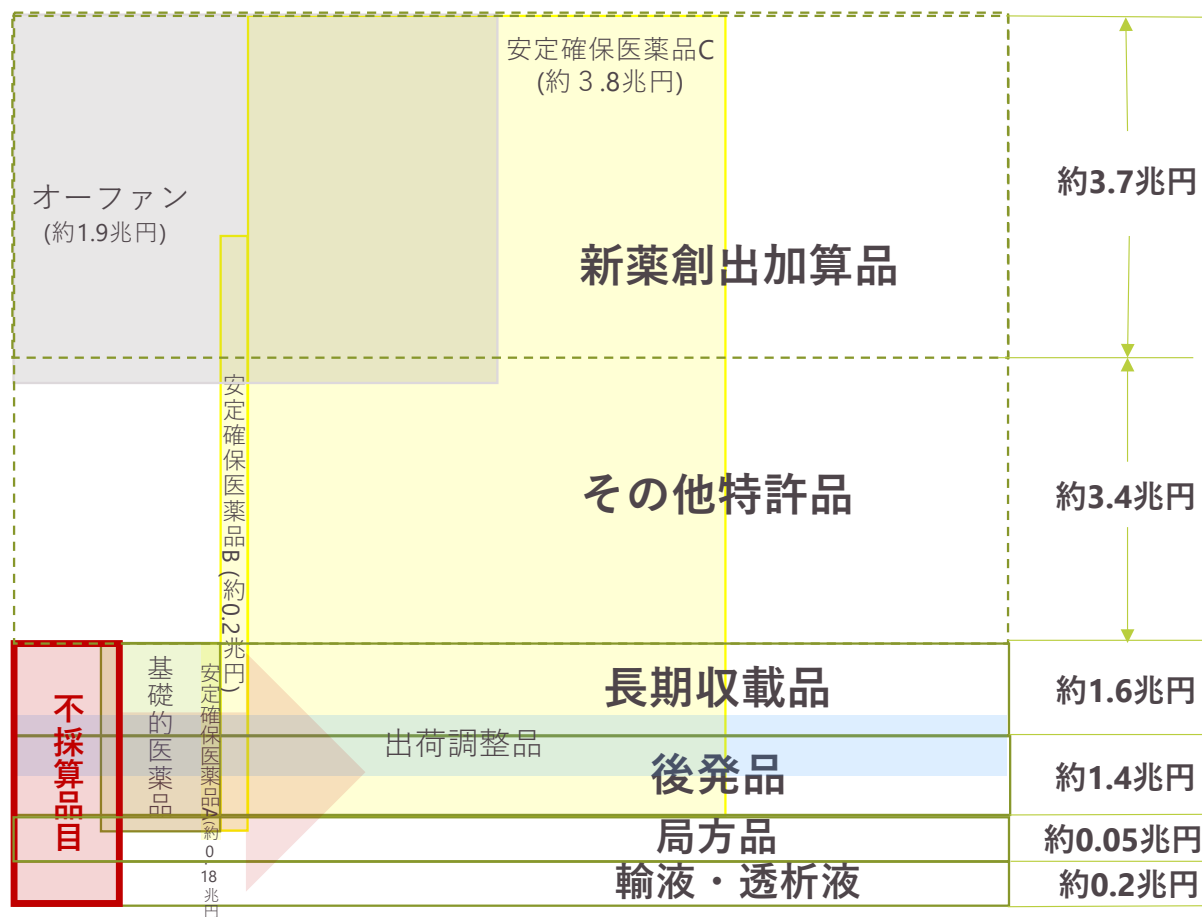 安定確保医薬品C
(約３.8兆円)
オーファン
(約1.9兆円)
新薬創出加算品
約3.7兆円
その他特許品
約3.4兆円
安定確保医薬品B (約0.2兆円)
不採算品目
基礎的医薬品
安定確保医薬品A(約0.18兆円
長期収載品
約1.6兆円
出荷調整品
後発品
約1.4兆円
局方品
約0.05兆円
輸液・透析液
約0.2兆円